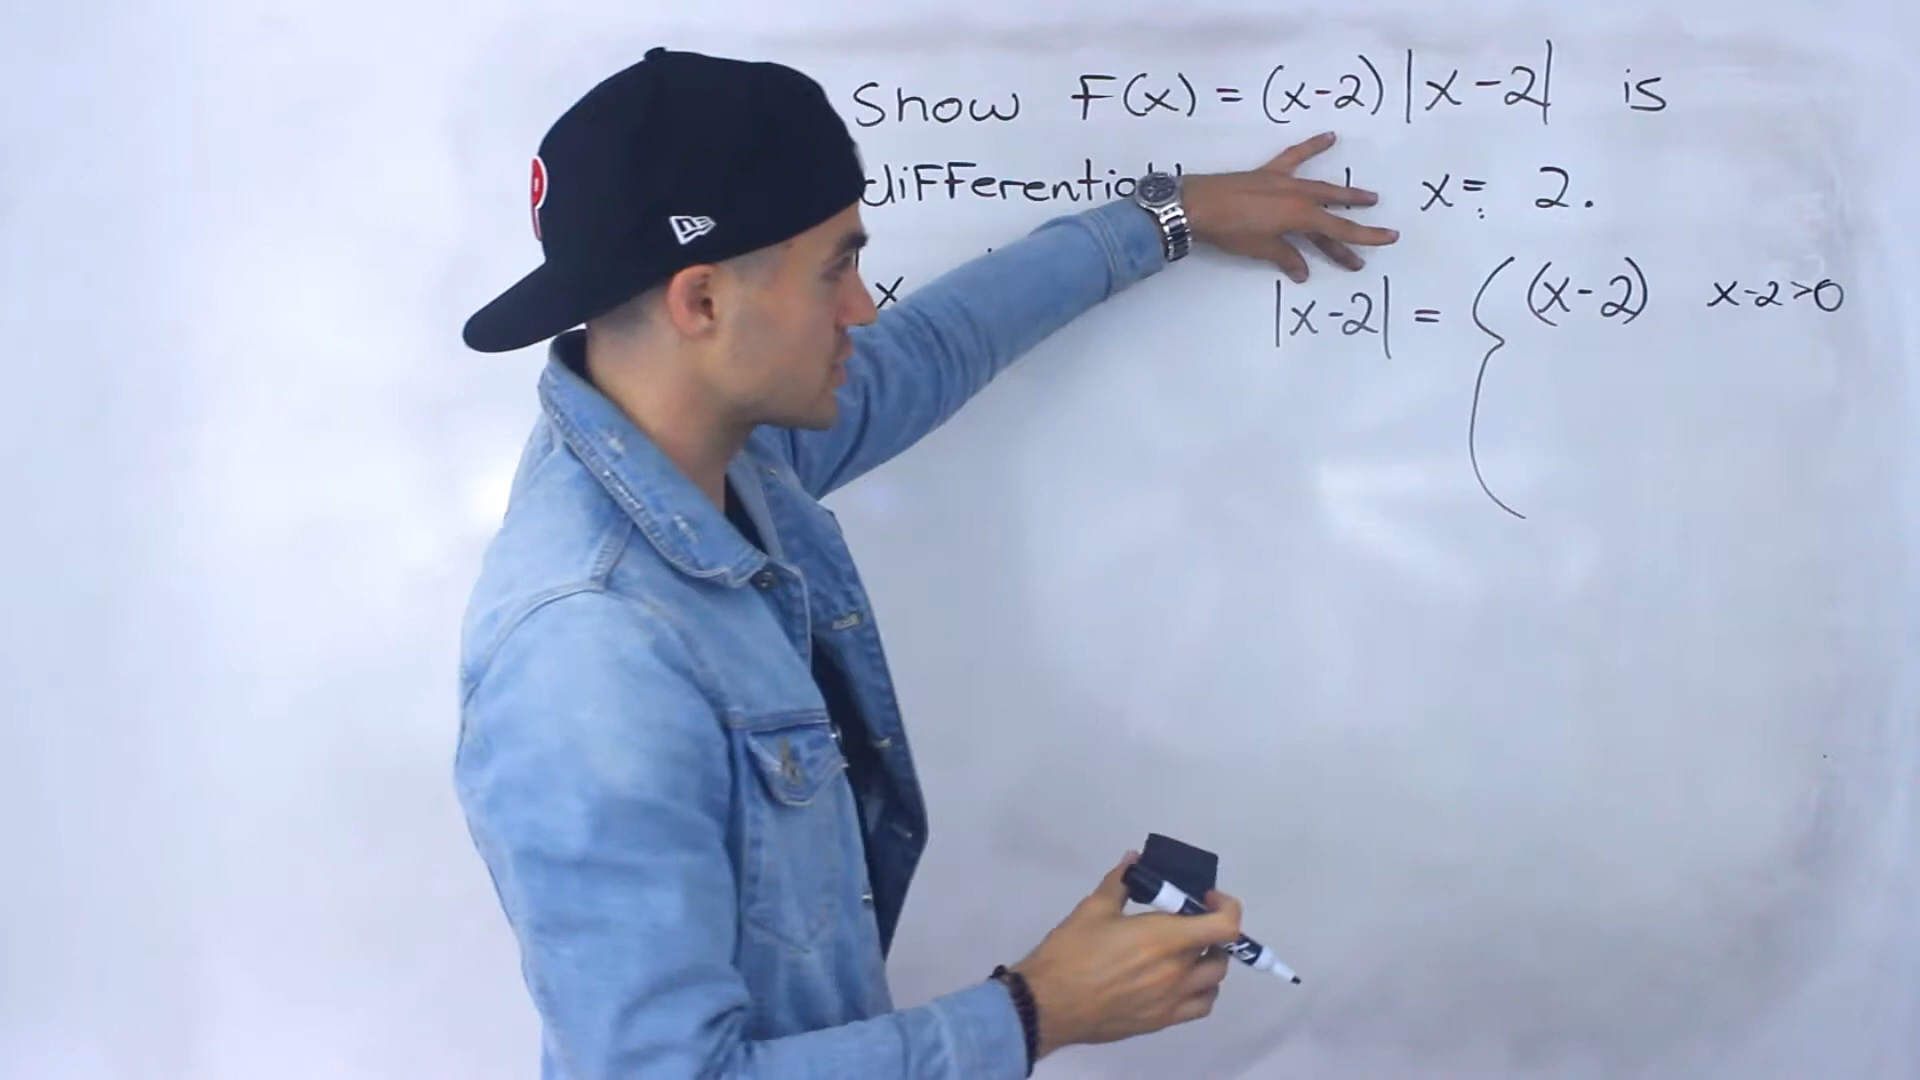 Show F(x) = (x-2) |x-2| is
x = 2.
x
|x-2| = { (x-2) x-2>0